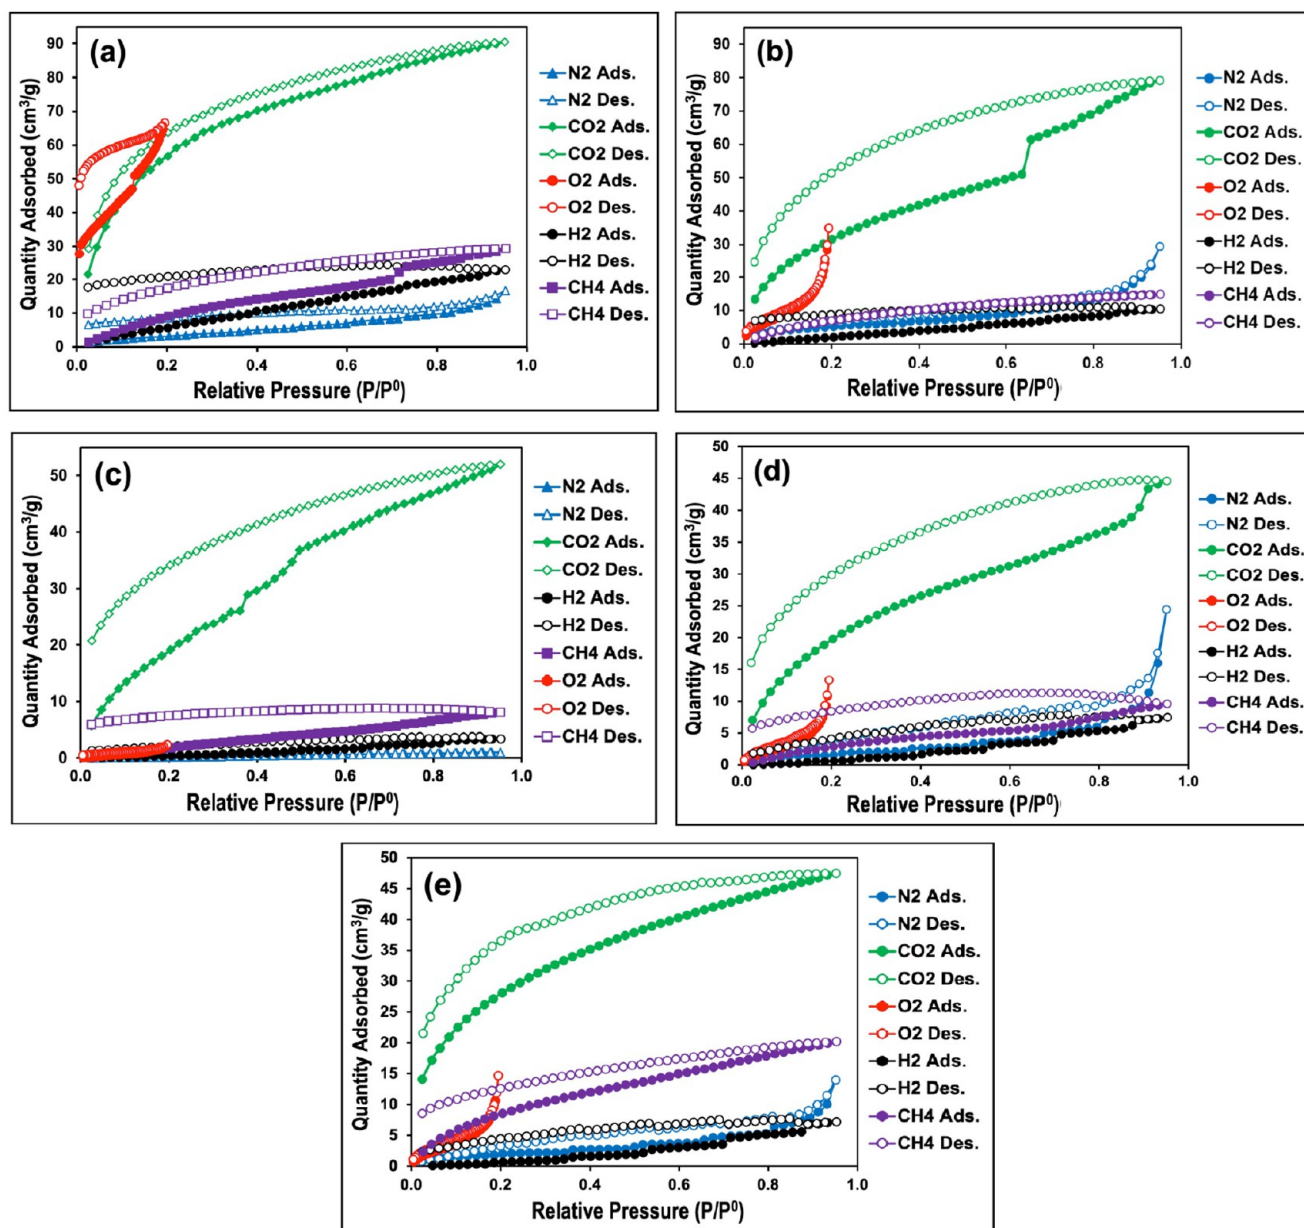 (a)
Quantity Adsorbed (cm³/g)
90
80
70
60
50
40
30
20
10
0
0.2
0.4
0.6
0.8
1.0
Relative Pressure (P/P⁰)
N2 Ads.
N2 Des.
CO2 Ads.
CO2 Des.
O2 Ads.
O2 Des.
H2 Ads.
H2 Des.
CH4 Ads.
CH4 Des.
(b)
Quantity Adsorbed (cm³/g)
90
80
70
60
50
40
30
20
10
0
0.0
0.2
0.4
0.6
0.8
1.0
Relative Pressure (P/P⁰)
N2 Ads.
N2 Des.
CO2 Ads.
CO2 Des.
O2 Ads.
O2 Des.
H2 Ads.
H2 Des.
CH4 Ads.
CH4 Des.
(c)
Quantity Adsorbed (cm³/g)
50
40
30
20
10
0
0.0
0.2
0.4
0.6
0.8
1.0
Relative Pressure (P/P⁰)
N2 Ads.
N2 Des.
CO2 Ads.
CO2 Des.
H2 Ads.
H2 Des.
CH4 Ads.
O2 Ads.
O2 Des.
CH4 Des.
(d)
Quantity Adsorbed (cm³/g)
50
45
40
35
30
25
20
15
10
5
0
0.0
0.2
0.4
0.6
0.8
1.0
Relative Pressure (P/P⁰)
N2 Ads.
N2 Des.
CO2 Ads.
CO2 Des.
O2 Ads.
O2 Des.
H2 Ads.
H2 Des.
CH4 Ads.
CH4 Des.
(e)
Quantity Adsorbed (cm³/g)
50
45
40
35
30
25
20
15
10
5
0
0.0
0.2
0.4
0.6
0.8
1.0
Relative Pressure (P/P⁰)
N2 Ads.
N2 Des.
CO2 Ads.
CO2 Des.
O2 Ads.
O2 Des.
H2 Ads.
H2 Des.
CH4 Ads.
CH4 Des.